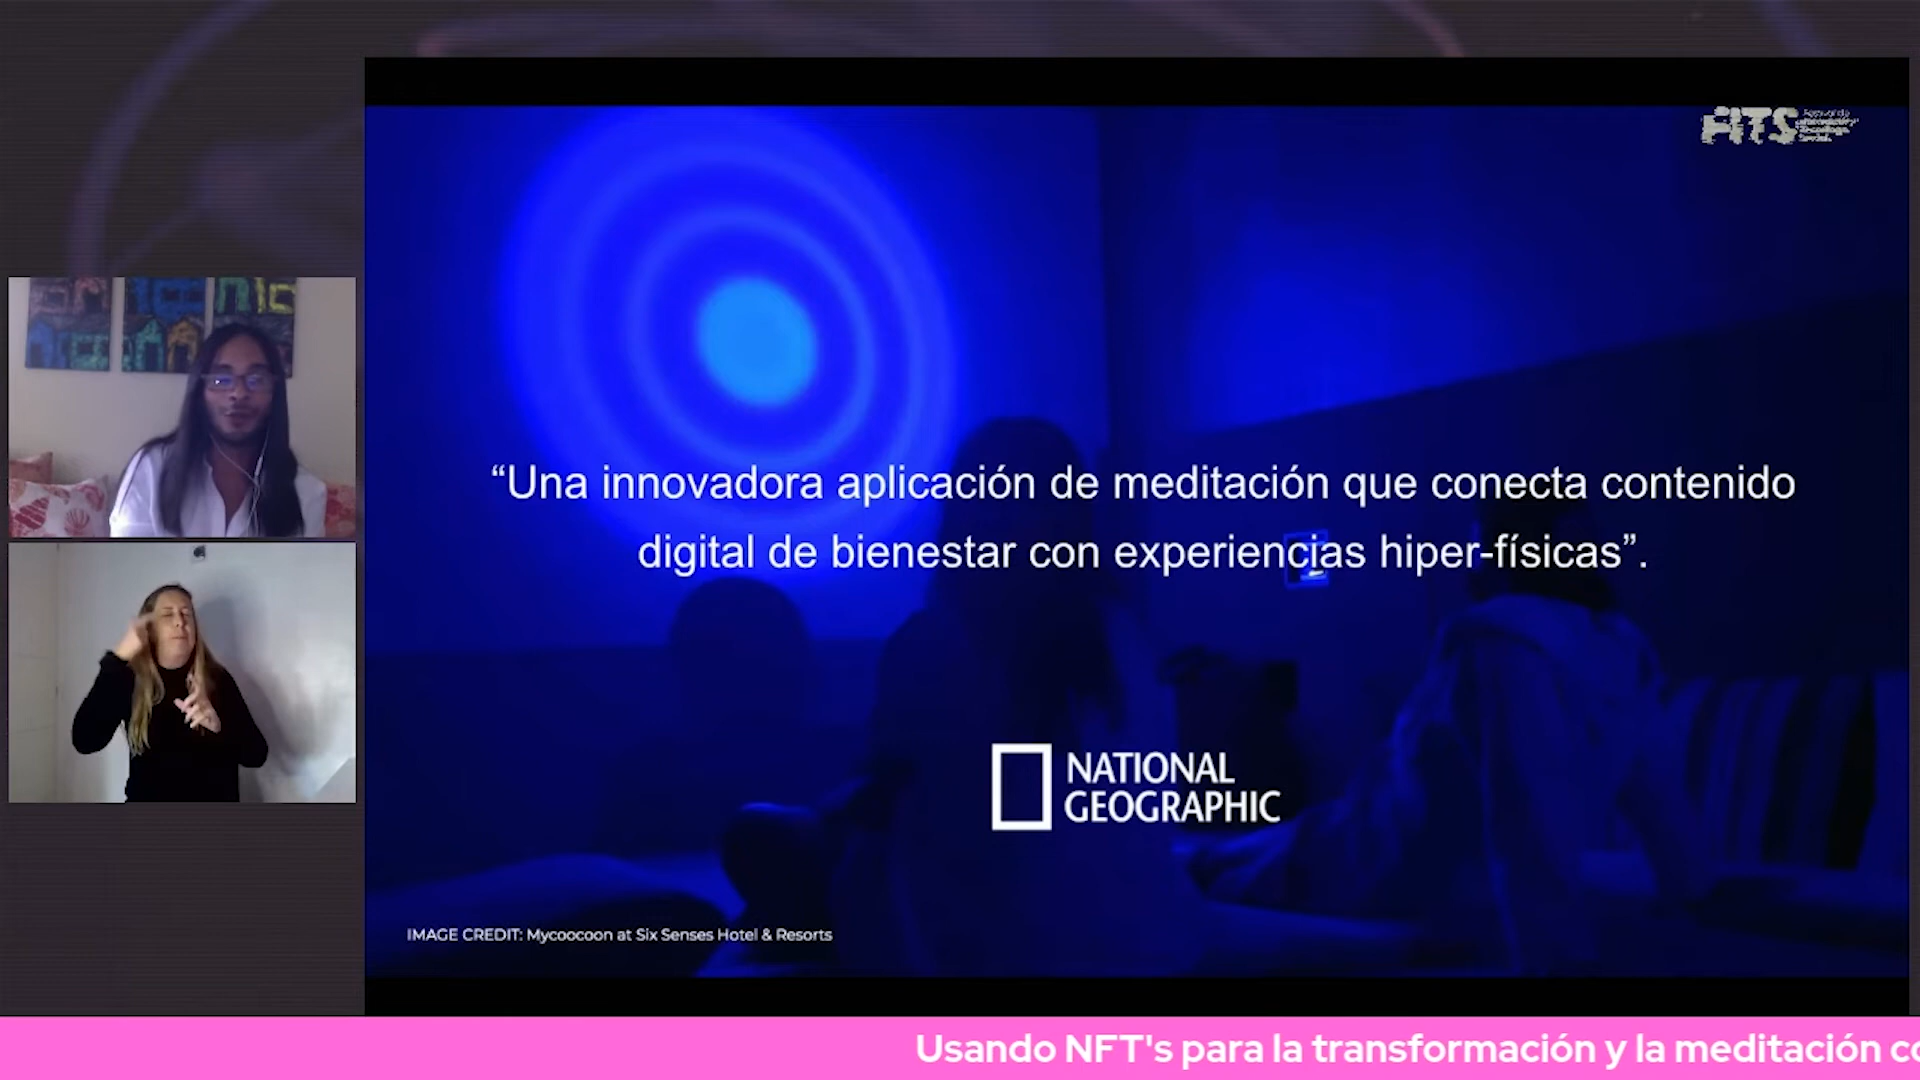 FITS
“Una innovadora aplicación de meditación que conecta contenido
digital de bienestar con experiencias hiper-físicas”.
NATIONAL
GEOGRAPHIC
IMAGE CREDIT: Mycoocoon at Six Senses Hotel & Resorts
Usando NFT's para la transformación y la meditación co